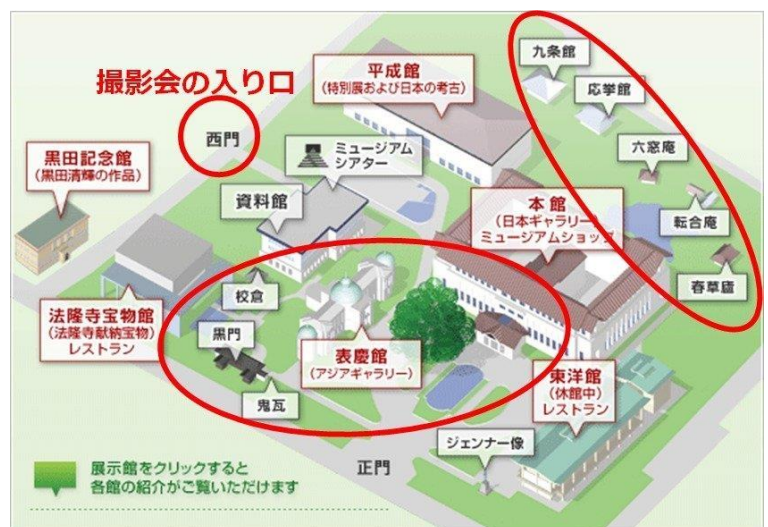 撮影会の入り口
西門
平成館
(特別展および日本の考古)
九条館
応挙館
六窓庵
転合庵
春草廬
黒田記念館
(黒田清輝の作品)
ミュージアム
シアター
資料館
本館
(日本ギャラリー)
ミュージアムショップ
校倉
法隆寺宝物館
(法隆寺献納宝物)
レストラン
黒門
表慶館
(アジアギャラリー)
鬼瓦
東洋館
(休館中)
レストラン
ジェンナー像
正門
展示館をクリックすると
各館の紹介がご覧いただけます